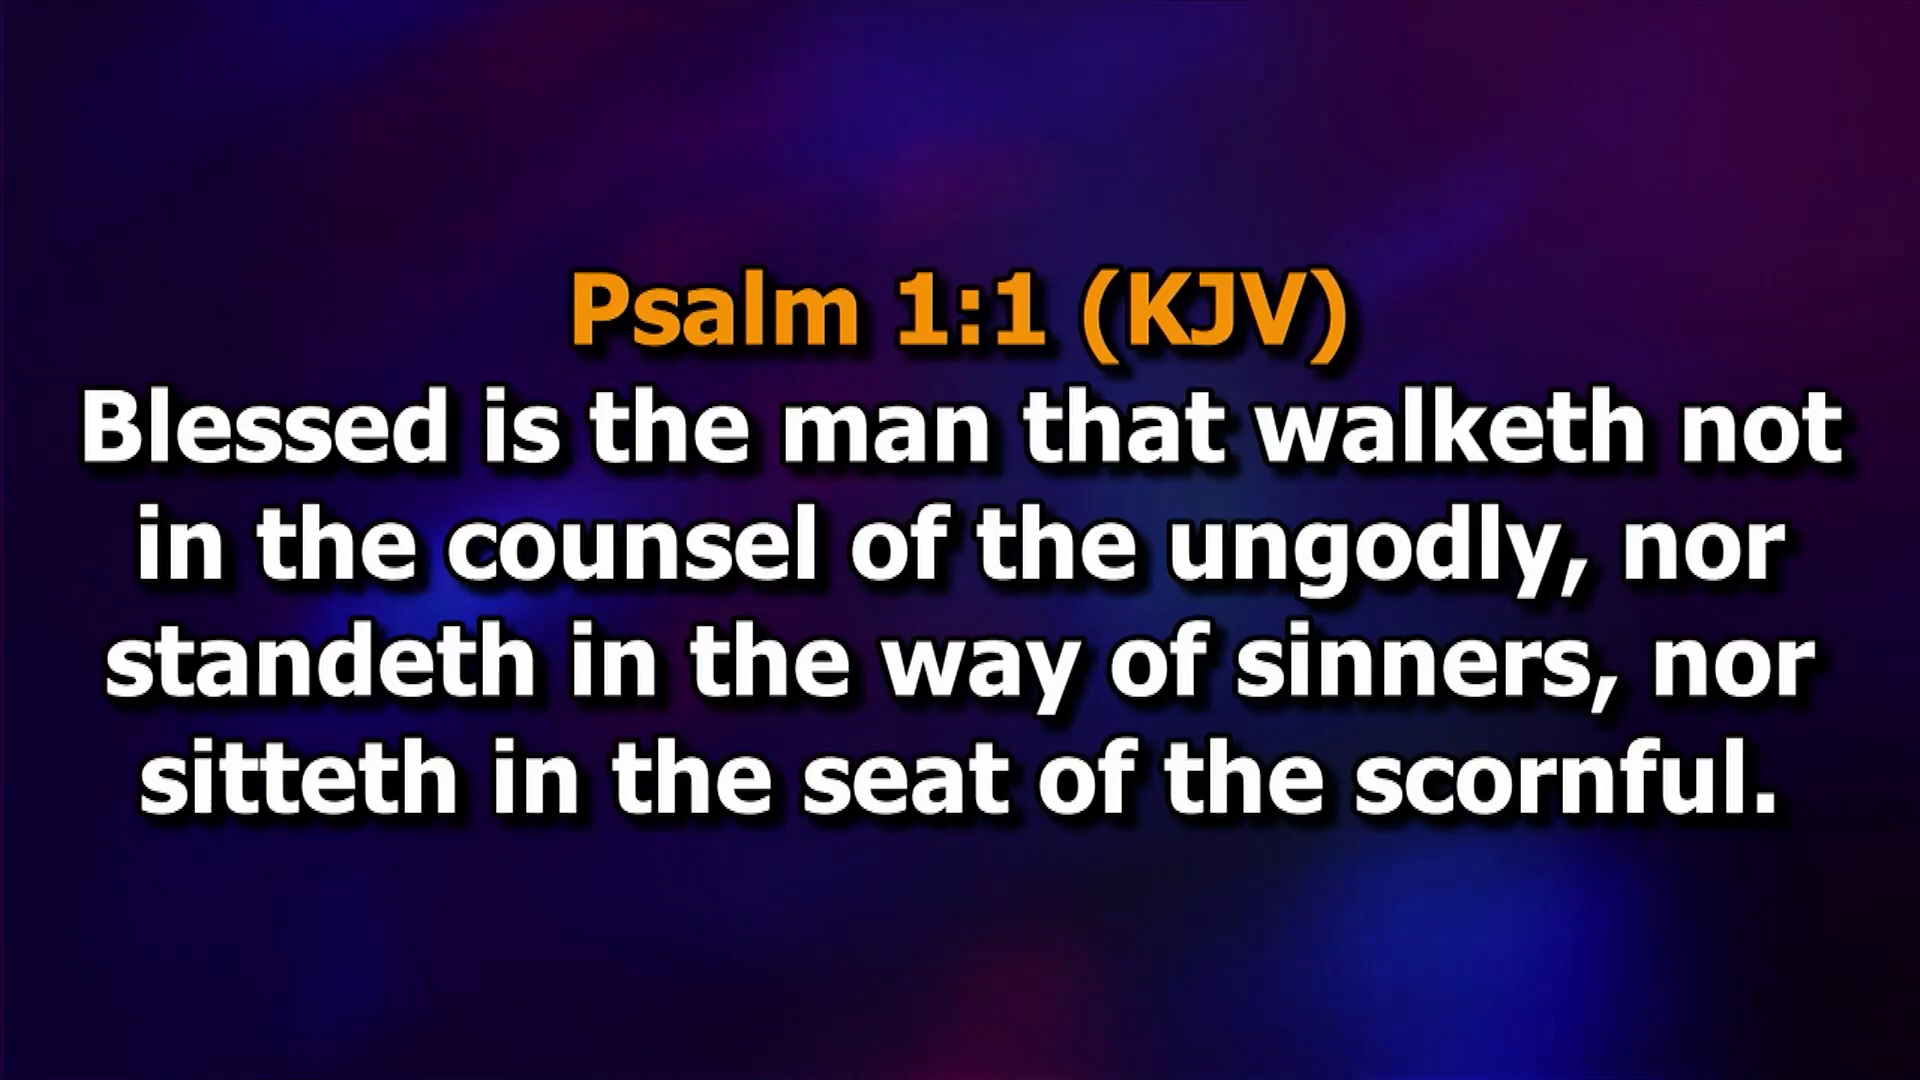 Psalm 1:1 (KJV)
Blessed is the man that walketh not
in the counsel of the ungodly, nor
standeth in the way of sinners, nor
sitteth in the seat of the scornful.